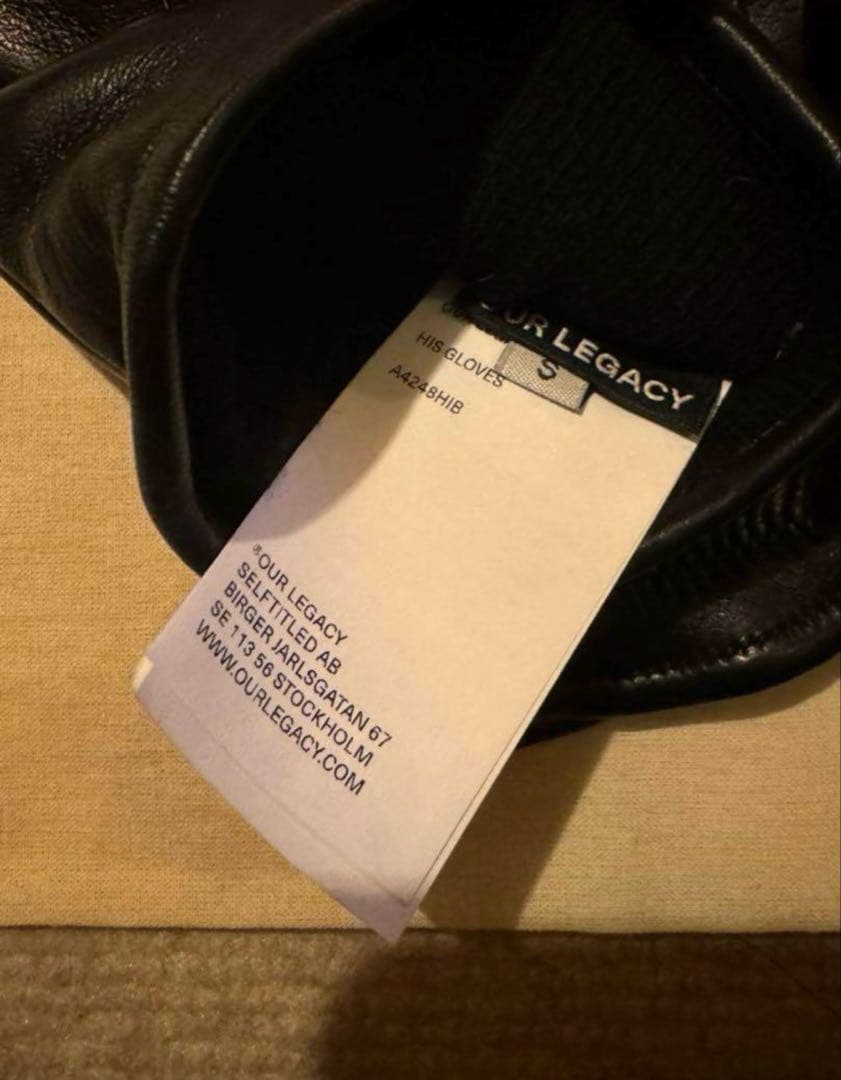 OUR LEGACY
S
HIS GLOVES
A4248HIB
®OUR LEGACY
SELFTITLED AB
BIRGER JARLSGATAN 67
SE 113 56 STOCKHOLM
WWW.OURLEGACY.COM